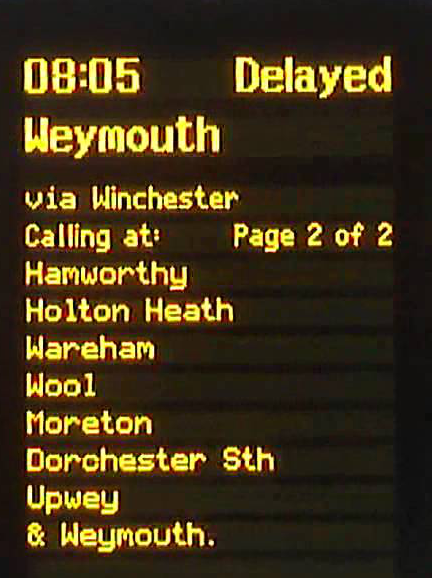 08:05 Delayed
Weymouth
via Winchester
Calling at: Page 2 of 2
Hamworthy
Holton Heath
Wareham
Wool
Moreton
Dorchester Sth
Upwey
& Weymouth.